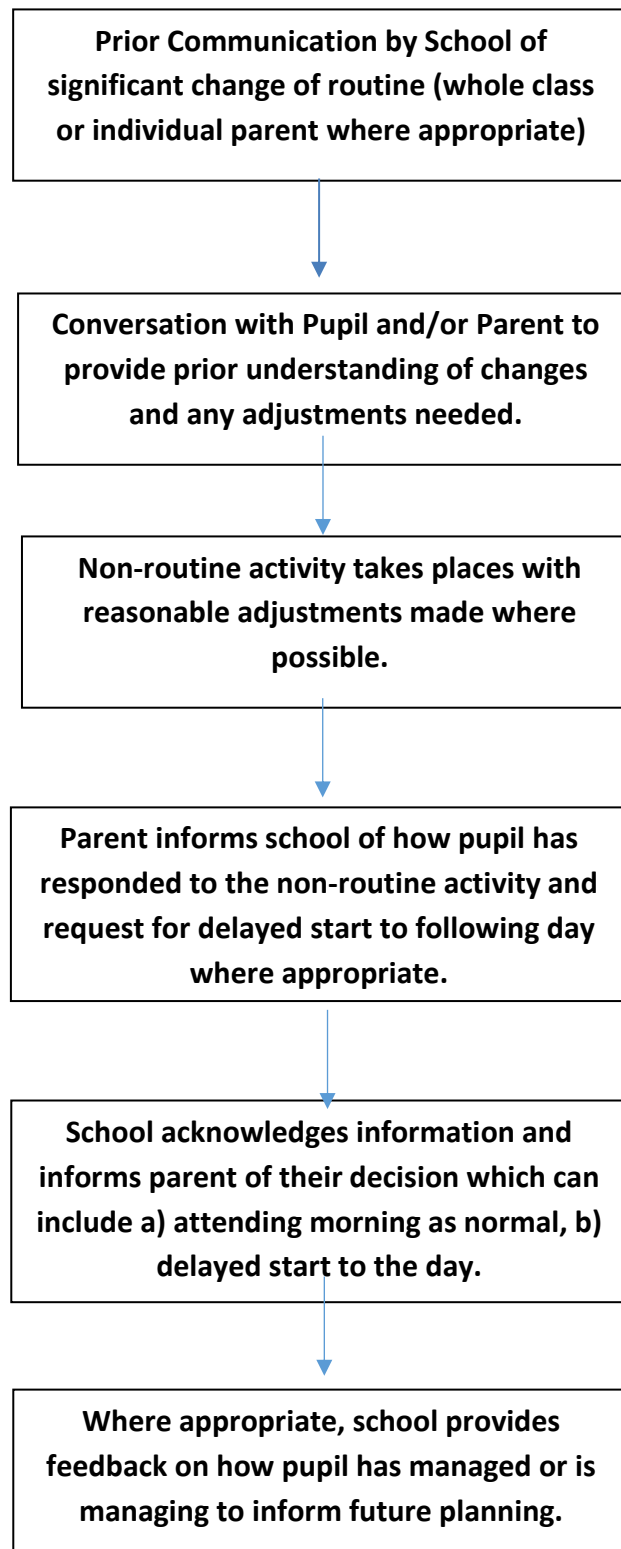 Prior Communication by School of
significant change of routine (whole class
or individual parent where appropriate)
Conversation with Pupil and/or Parent to
provide prior understanding of changes
and any adjustments needed.
Non-routine activity takes places with
reasonable adjustments made where
possible.
Parent informs school of how pupil has
responded to the non-routine activity and
request for delayed start to following day
where appropriate.
School acknowledges information and
informs parent of their decision which can
include a) attending morning as normal, b)
delayed start to the day.
Where appropriate, school provides
feedback on how pupil has managed or is
managing to inform future planning.